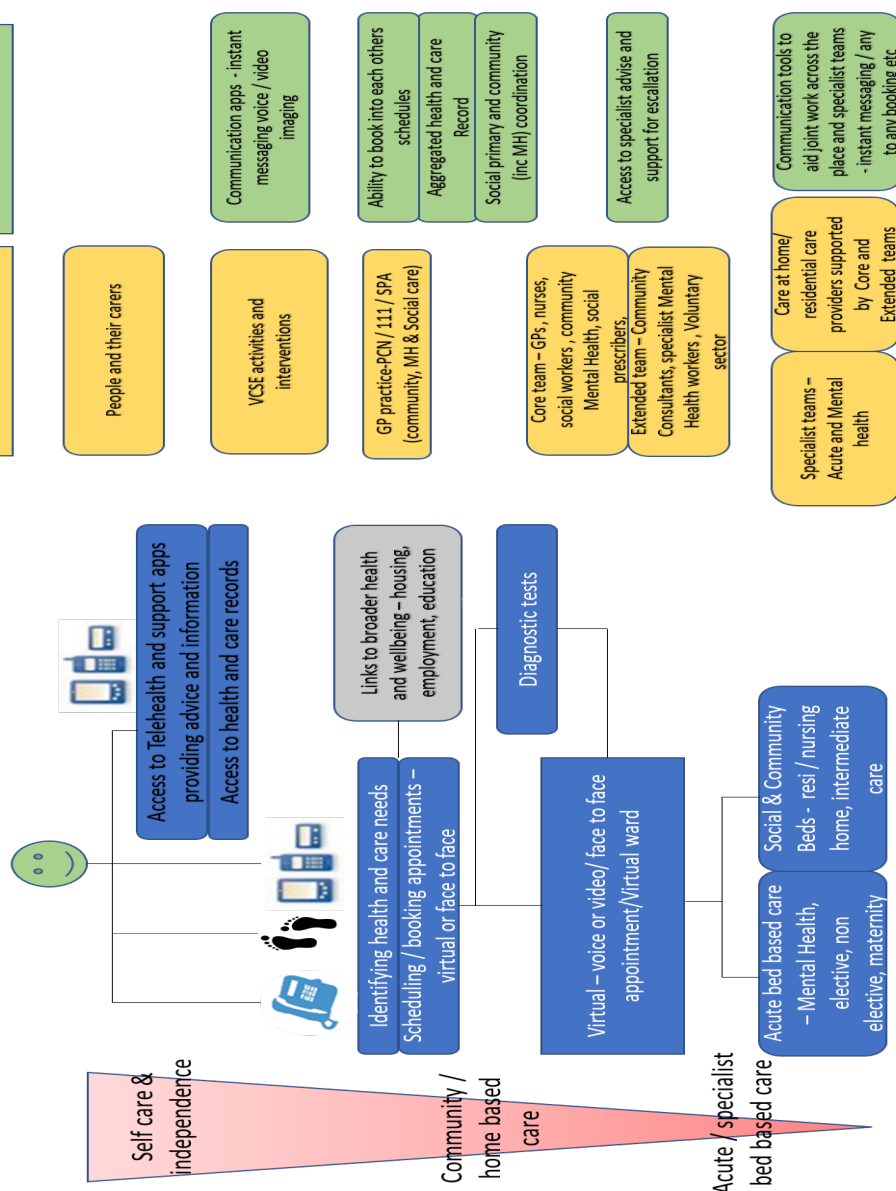 Self care &
independence
Community /
home based
care
Acute / specialist
bed based care
Access to Telehealth and support apps
providing advice and information
Access to health and care records
Identifying health and care needs
Scheduling / booking appointments –
virtual or face to face
Links to broader health
and wellbeing – housing,
employment, education
Diagnostic tests
Virtual – voice or video/ face to face
appointment/Virtual ward
Acute bed based care
– Mental Health,
elective, non
elective, maternity
Social & Community
Beds - resi / nursing
home, intermediate
care
People and their carers
VCSE activities and
interventions
GP practice-PCN / 111 / SPA
(community, MH & Social care)
Core team – GPs , nurses,
social workers , community
Mental Health, social
prescribers,
Extended team – Community
Consultants, specialist Mental
Health workers , Voluntary
sector
Specialist teams –
Acute and Mental
health
Care at home/
residential care
providers supported
by Core and
Extended teams
Communication apps - instant
messaging voice / video
imaging
Ability to book into each others
schedules
Aggregated health and care
Record
Social primary and community
(inc MH) coordination
Access to specialist advise and
support for escallation
Communication tools to
aid joint work across the
place and specialist teams
- instant messaging / any
to any booking etc